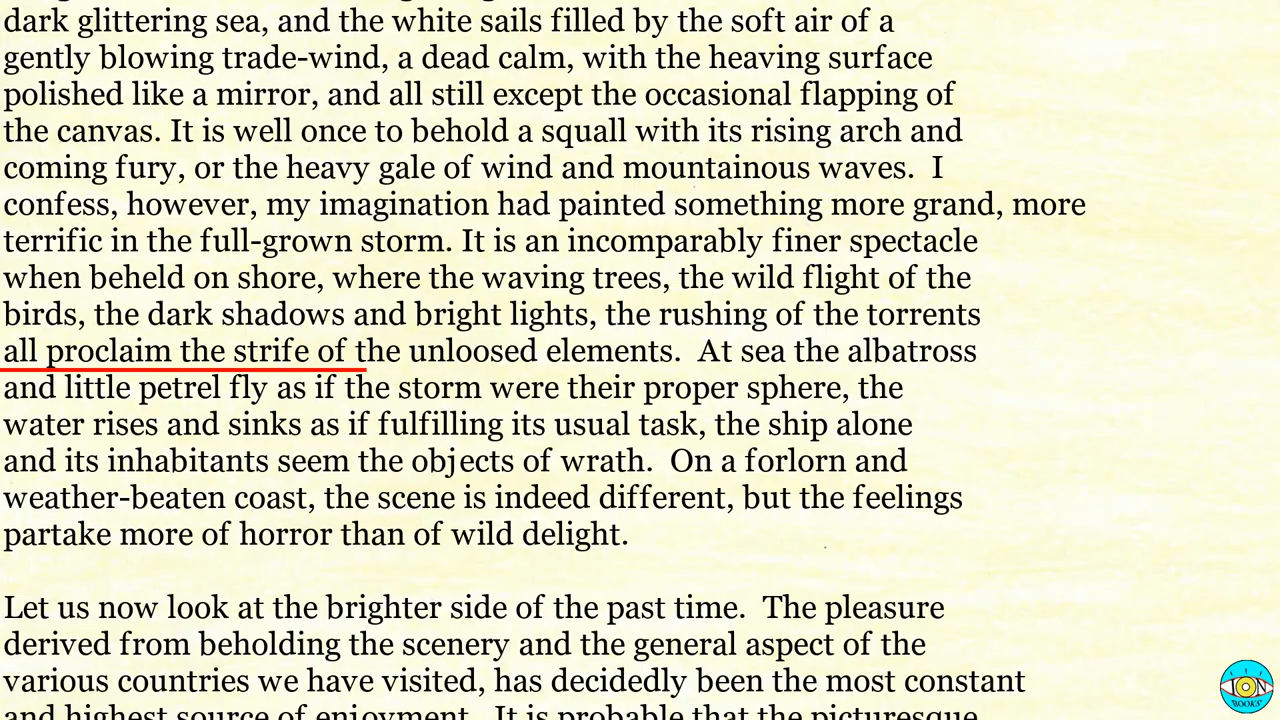 dark glittering sea, and the white sails filled by the soft air of a
gently blowing trade-wind, a dead calm, with the heaving surface
polished like a mirror, and all still except the occasional flapping of
the canvas. It is well once to behold a squall with its rising arch and
coming fury, or the heavy gale of wind and mountainous waves.  I
confess, however, my imagination had painted something more grand, more
terrific in the full-grown storm. It is an incomparably finer spectacle
when beheld on shore, where the waving trees, the wild flight of the
birds, the dark shadows and bright lights, the rushing of the torrents
all proclaim the strife of the unloosed elements.  At sea the albatross
and little petrel fly as if the storm were their proper sphere, the
water rises and sinks as if fulfilling its usual task, the ship alone
and its inhabitants seem the objects of wrath.  On a forlorn and
weather-beaten coast, the scene is indeed different, but the feelings
partake more of horror than of wild delight.
Let us now look at the brighter side of the past time.  The pleasure
derived from beholding the scenery and the general aspect of the
various countries we have visited, has decidedly been the most constant
and highest source of enjoyment.  It is probable that the picturesque
ION
BOOKS